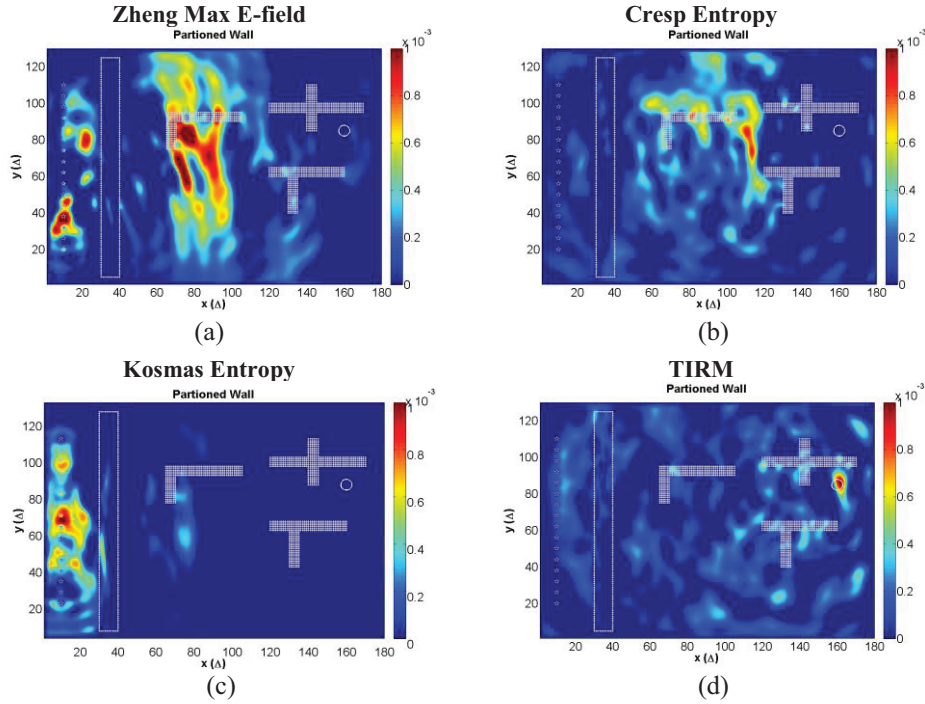 Zheng Max E-field
Cresp Entropy
Partioned Wall
Partioned Wall
x 10 -3
x 10 -3
120
100
80
60
40
20
y (Δ)
1
0.8
0.6
0.4
0.2
0
120
100
80
60
40
20
y (Δ)
1
0.8
0.6
0.4
0.2
0
20 40 60 80 100 120 140 160 180
x (Δ)
20 40 60 80 100 120 140 160 180
x (Δ)
(a)
(b)
Kosmas Entropy
TIRM
Partioned Wall
Partioned Wall
x 10 -3
x 10 -3
120
100
80
60
40
20
y (Δ)
1
0.8
0.6
0.4
0.2
0
120
100
80
60
40
20
y (Δ)
1
0.8
0.6
0.4
0.2
0
20 40 60 80 100 120 140 160 180
x (Δ)
20 40 60 80 100 120 140 160 180
x (Δ)
(c)
(d)